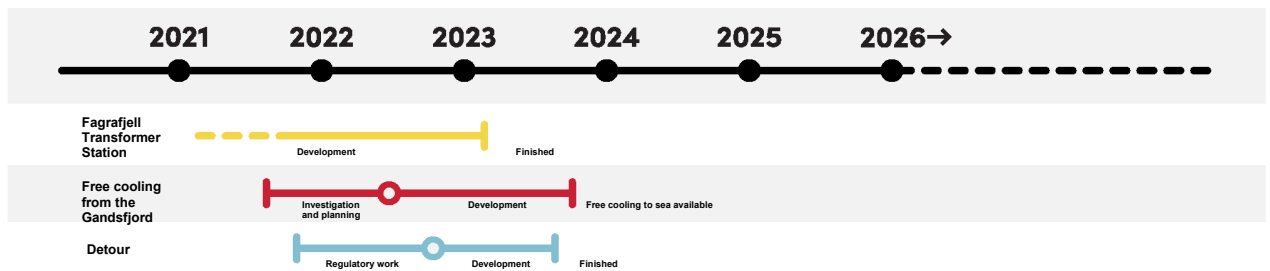 2021 2022 2023 2024 2025 2026→
Fagrafjell
Transformer
Station
Development Finished
Free cooling
from the
Gandsfjord
Investigation
and planning
Development Free cooling to sea available
Detour
Regulatory work Development Finished